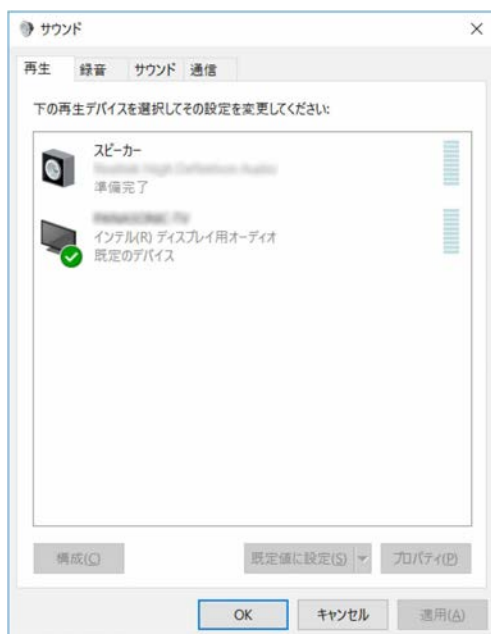 サウンド
再生 録音 サウンド 通信
下の再生デバイスを選択してその設定を変更してください:
スピーカー
準備完了
インテル(R) ディスプレイ用オーディオ
既定のデバイス
構成(C) 既定値に設定(S) プロパティ(P)
OK キャンセル 適用(A)